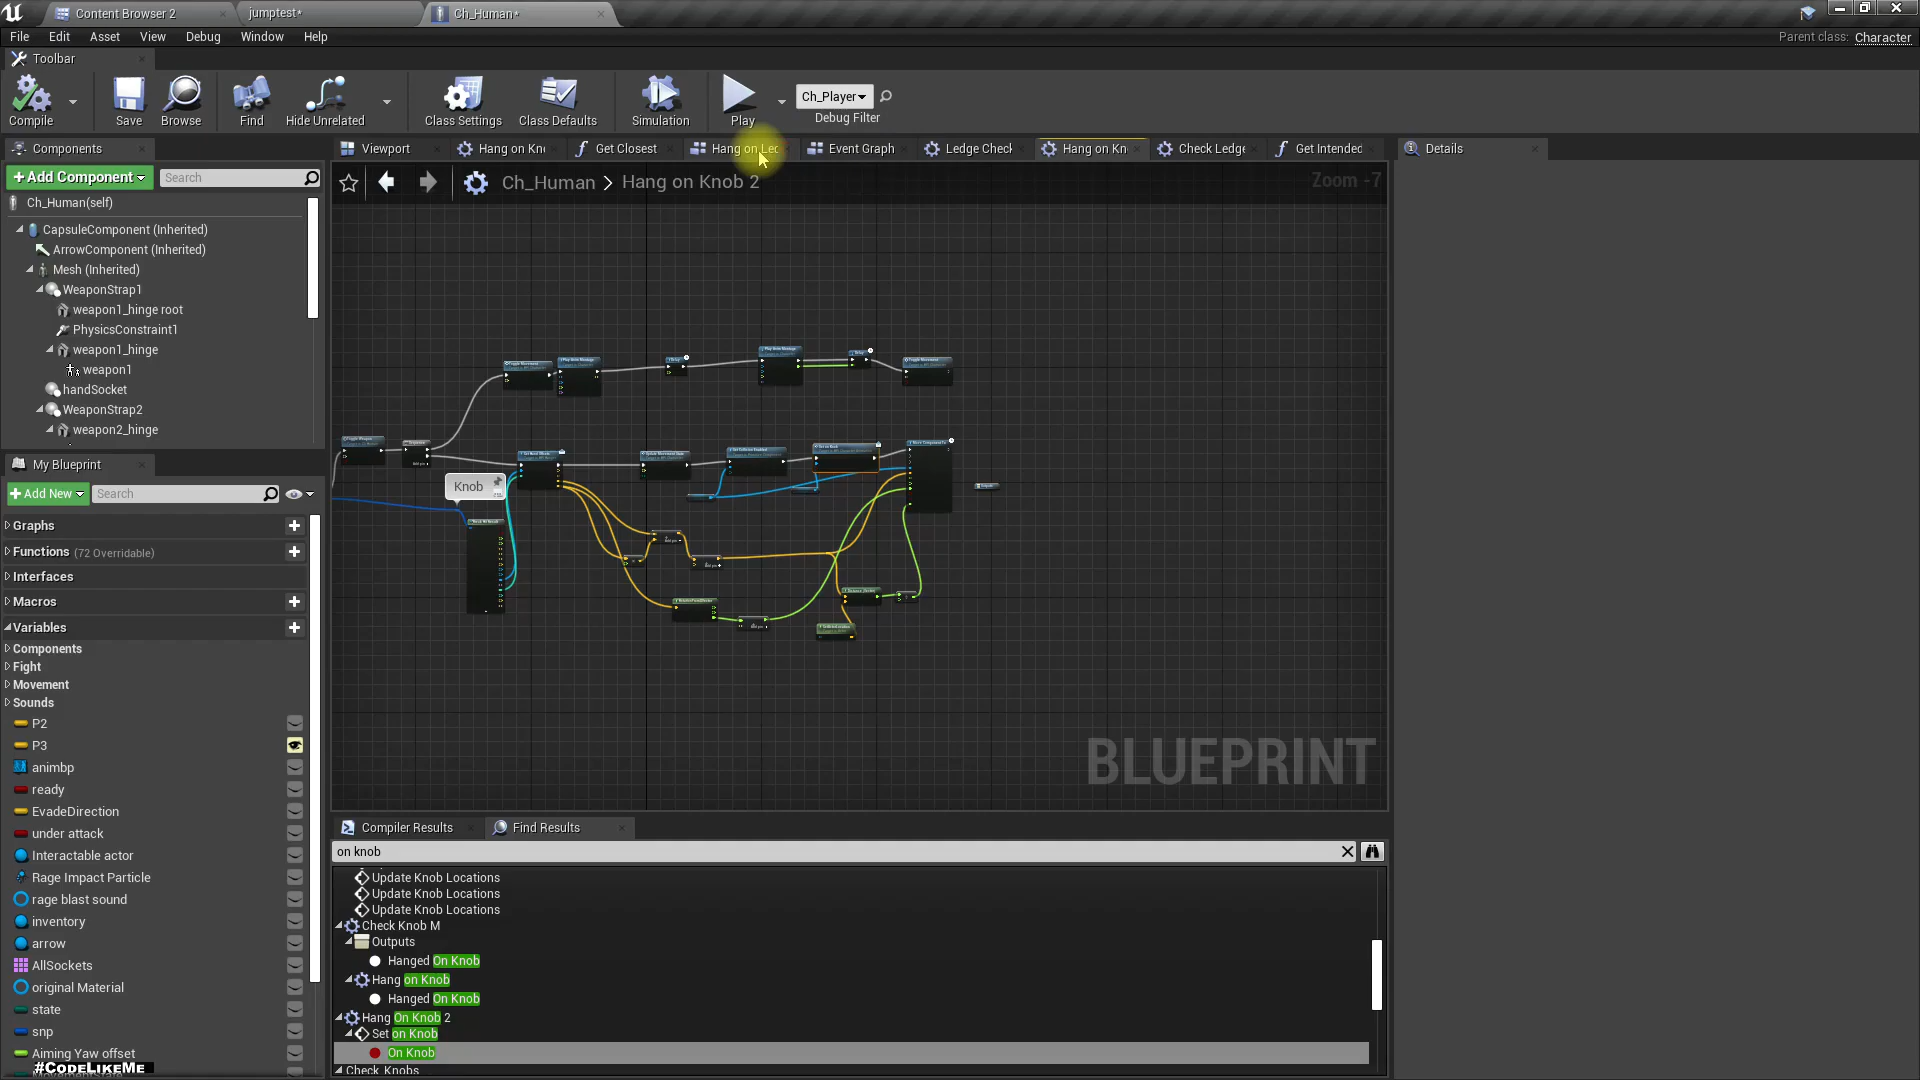 Content Browser 2
jumptest*
Ch_Human*
File Edit Asset View Debug Window Help
Parent class: Character
Toolbar
Compile
Save
Browse
Find
Hide Unrelated
Class Settings
Class Defaults
Simulation
Play
Ch_Player
Debug Filter
Components
Viewport
Hang on Kn
Get Closest
Hang on Led
Event Graph
Ledge Check
Hang on Kn
Check Ledge
Get Intended
Details
+Add Component
Search
Ch_Human > Hang on Knob 2
Zoom -7
Ch_Human(self)
CapsuleComponent (Inherited)
ArrowComponent (Inherited)
Mesh (Inherited)
WeaponStrap1
weapon1_hinge root
PhysicsConstraint1
weapon1_hinge
weapon1
handSocket
WeaponStrap2
weapon2_hinge
My Blueprint
+Add New
Search
Graphs
Functions (72 Overridable)
Interfaces
Macros
Variables
Components
Fight
Movement
Sounds
P2
P3
animbp
ready
EvadeDirection
under attack
Interactable actor
Rage Impact Particle
rage blast sound
inventory
arrow
AllSockets
original Material
state
snp
Aiming Yaw offset
#CodeLikeMe
Knob
BLUEPRINT
Compiler Results
Find Results
on knob
Update Knob Locations
Update Knob Locations
Update Knob Locations
Check Knob M
Outputs
Hanged On Knob
Hang on Knob
Hanged On Knob
Hang On Knob 2
Set on Knob
On Knob
Check Knobs